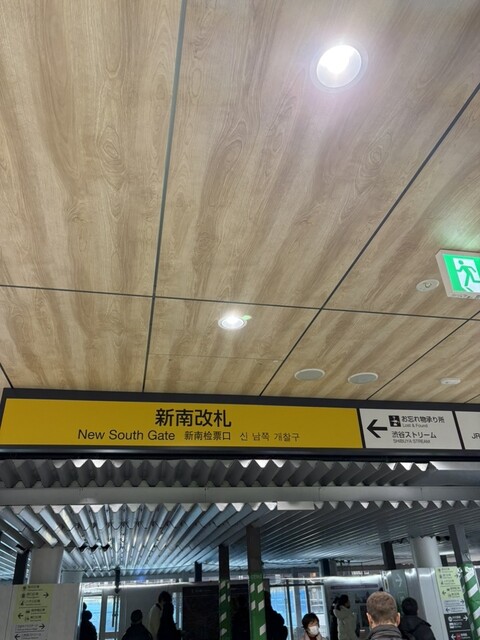 新南改札
New South Gate 新南检票口 신 남쪽 개찰구
お忘れ物承り所
Lost & Found
渋谷ストリーム
SHIBUYA STREAM
JR